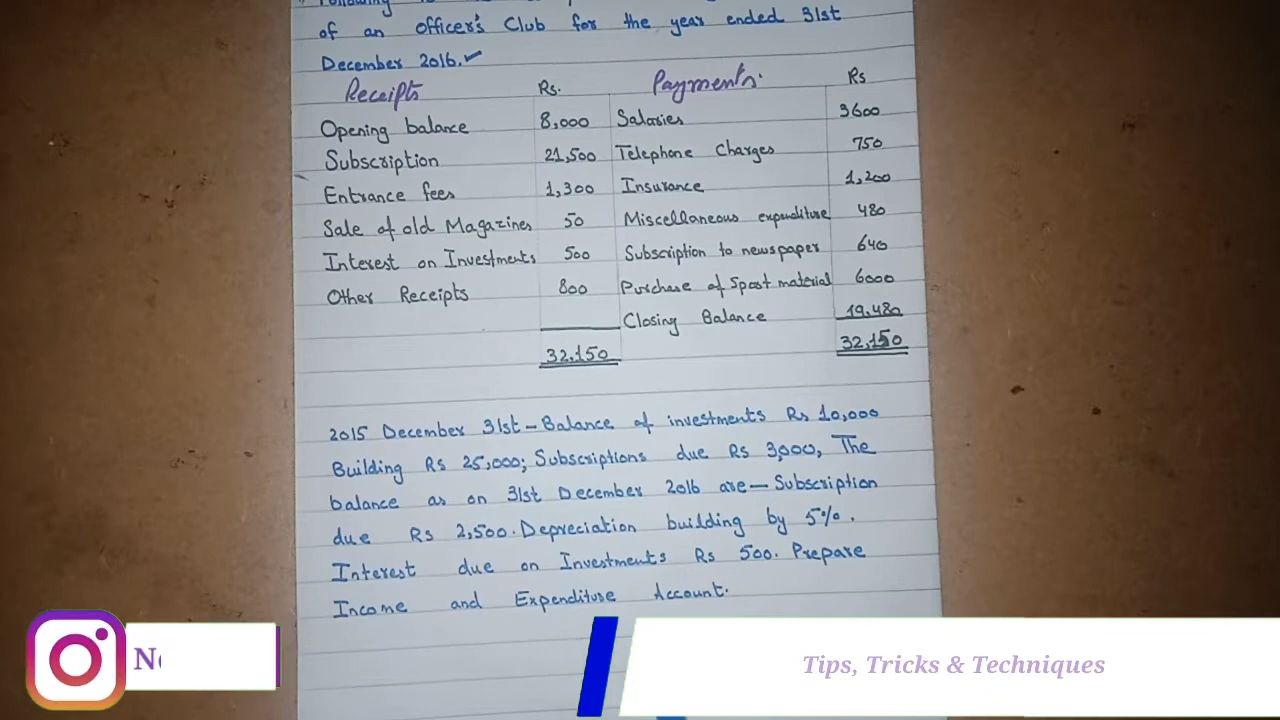 of an officer's Club for the year ended 31st
December 2016.
Receipts Rs. Payments. Rs
Opening balance 8,000 Salaries 3600
Subscription 21,500 Telephone Charges 750
Entrance fees 1,300 Insurance 1,200
Sale of old Magazines 50 Miscellaneous expenditure 480
Interest on Investments 500 Subscription to newspaper 640
Other Receipts 800 Purchase of Sport material 6000
Closing Balance 19,480
32,150 32,150
2015 December 31st - Balance of investments Rs 10,000
Building Rs 25,000; Subscriptions due Rs 3,000, The
balance as on 31st December 2016 are - Subscription
due Rs 2,500. Depreciation building by 5%.
Interest due on Investments Rs 500. Prepare
Income and Expenditure Account.
Tips, Tricks & Techniques